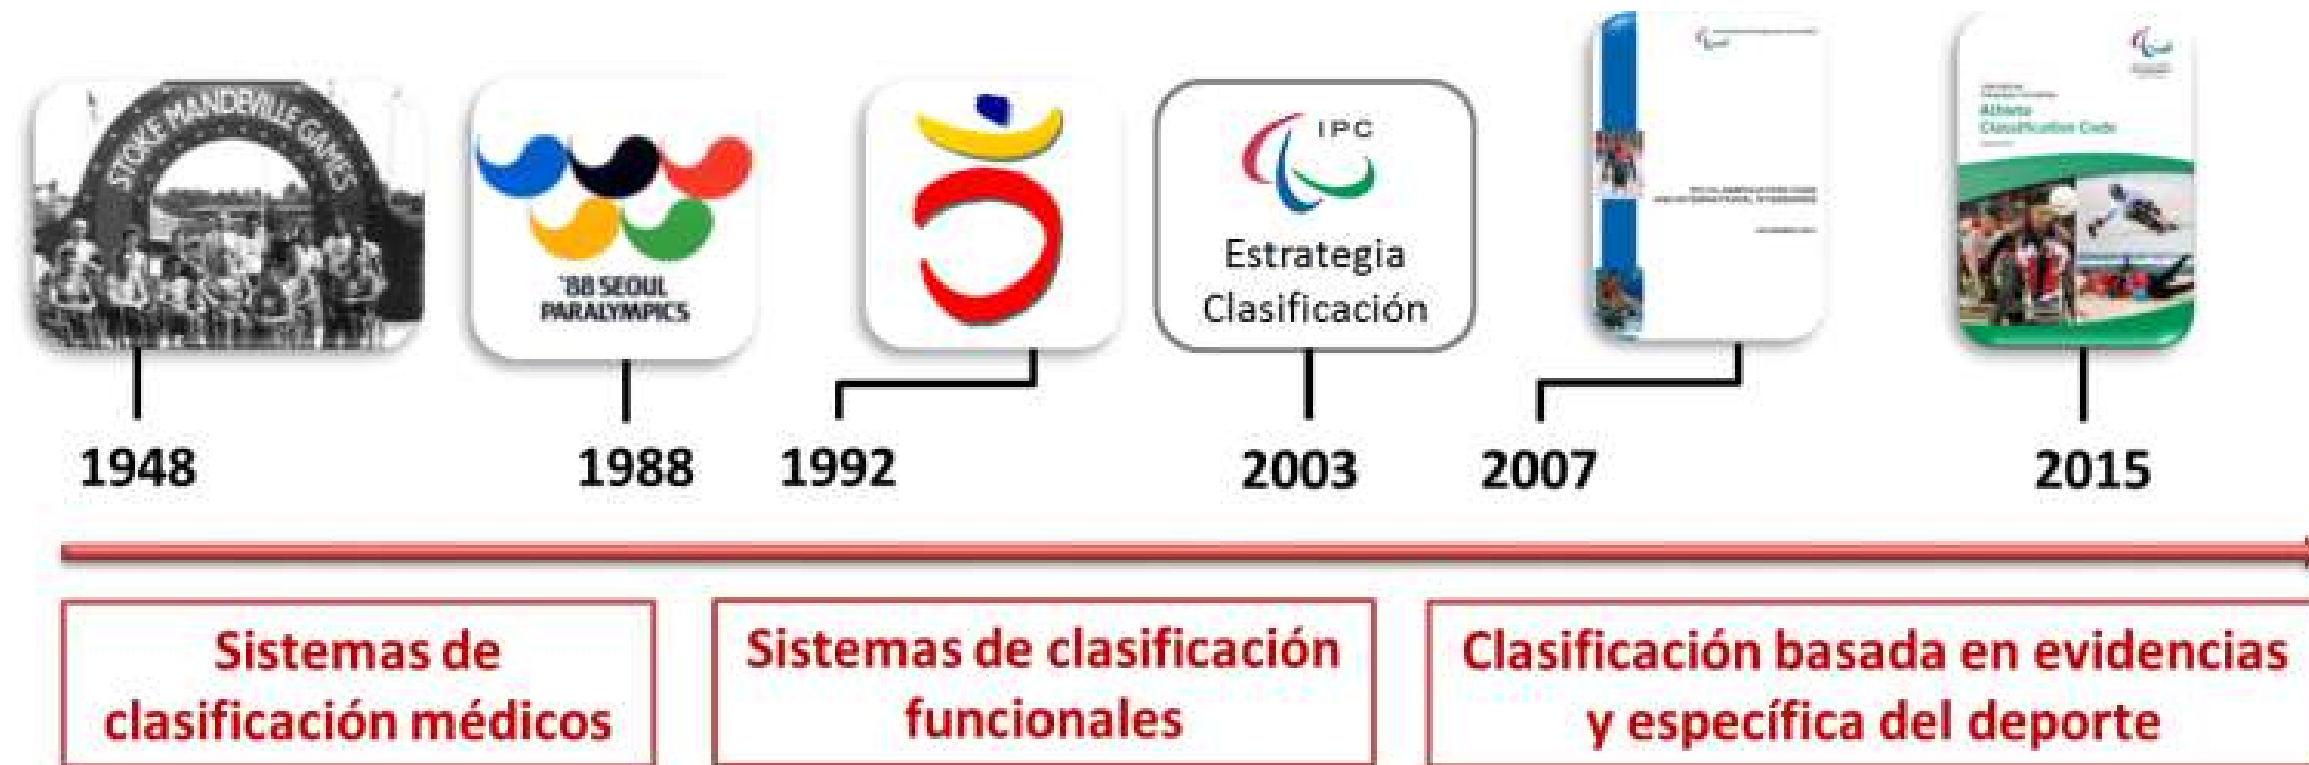 STOKE MANDEVILLE GAMES
'88 SEOUL
PARALYMPICS
IPC
Estrategia
Clasificación
Athlete
Classification Code
1948
1988
1992
2003
2007
2015
Sistemas de
clasificación médicos
Sistemas de clasificación
funcionales
Clasificación basada en evidencias
y específica del deporte